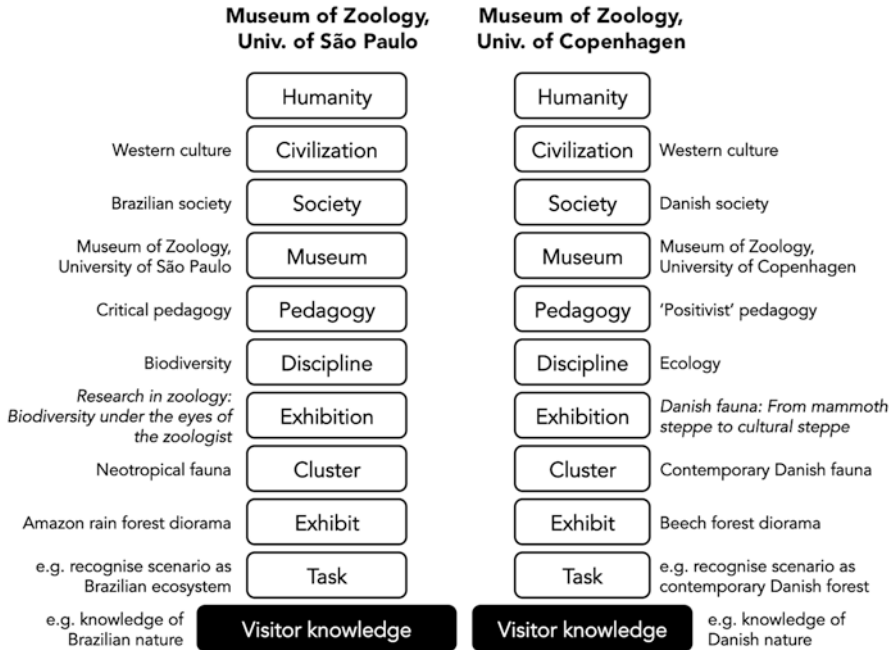 Museum of Zoology,
Univ. of São Paulo
Museum of Zoology,
Univ. of Copenhagen
Humanity
Humanity
Western culture
Civilization
Civilization
Western culture
Brazilian society
Society
Society
Danish society
Museum of Zoology,
University of São Paulo
Museum
Museum
Museum of Zoology,
University of Copenhagen
Critical pedagogy
Pedagogy
Pedagogy
‘Positivist’ pedagogy
Biodiversity
Discipline
Discipline
Ecology
Research in zoology:
Biodiversity under the eyes of
the zoologist
Exhibition
Exhibition
Danish fauna: From mammoth
steppe to cultural steppe
Neotropical fauna
Cluster
Cluster
Contemporary Danish fauna
Amazon rain forest diorama
Exhibit
Exhibit
Beech forest diorama
e.g. recognise scenario as
Brazilian ecosystem
Task
Task
e.g. recognise scenario as
contemporary Danish forest
e.g. knowledge of
Brazilian nature
Visitor knowledge
Visitor knowledge
e.g. knowledge of
Danish nature